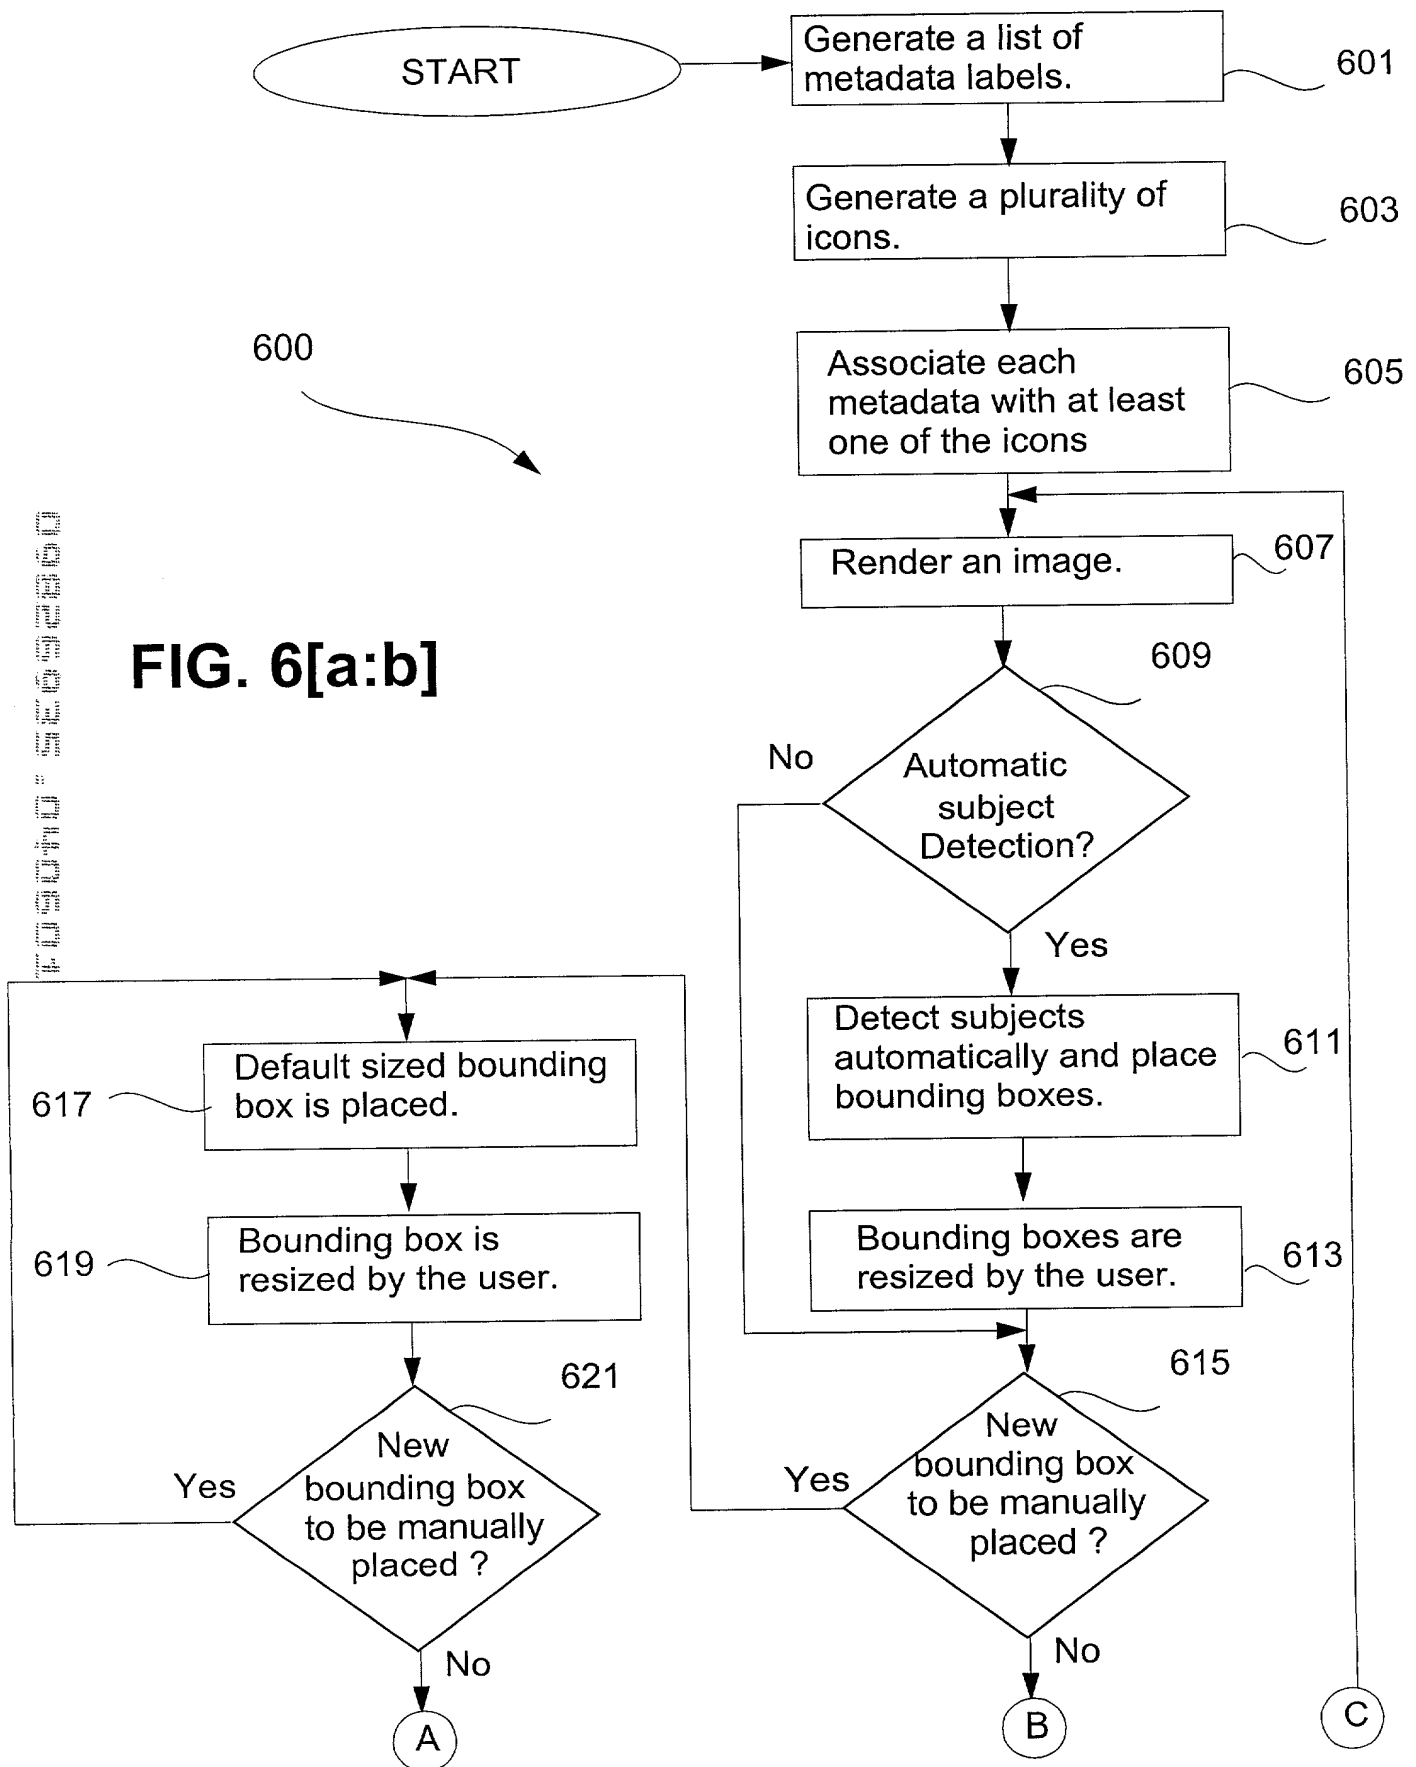 START
Generate a list of
metadata labels.
601
Generate a plurality of
icons.
603
600
Associate each
metadata with at least
one of the icons
605
Render an image.
607
FIG. 6[a:b]
609
No
Automatic
subject
Detection?
Yes
Detect subjects
automatically and place
bounding boxes.
611
Default sized bounding
box is placed.
617
Bounding boxes are
resized by the user.
613
Bounding box is
resized by the user.
619
615
621
New
bounding box
to be manually
placed ?
Yes
No
New
bounding box
to be manually
placed ?
Yes
No
A
B
C